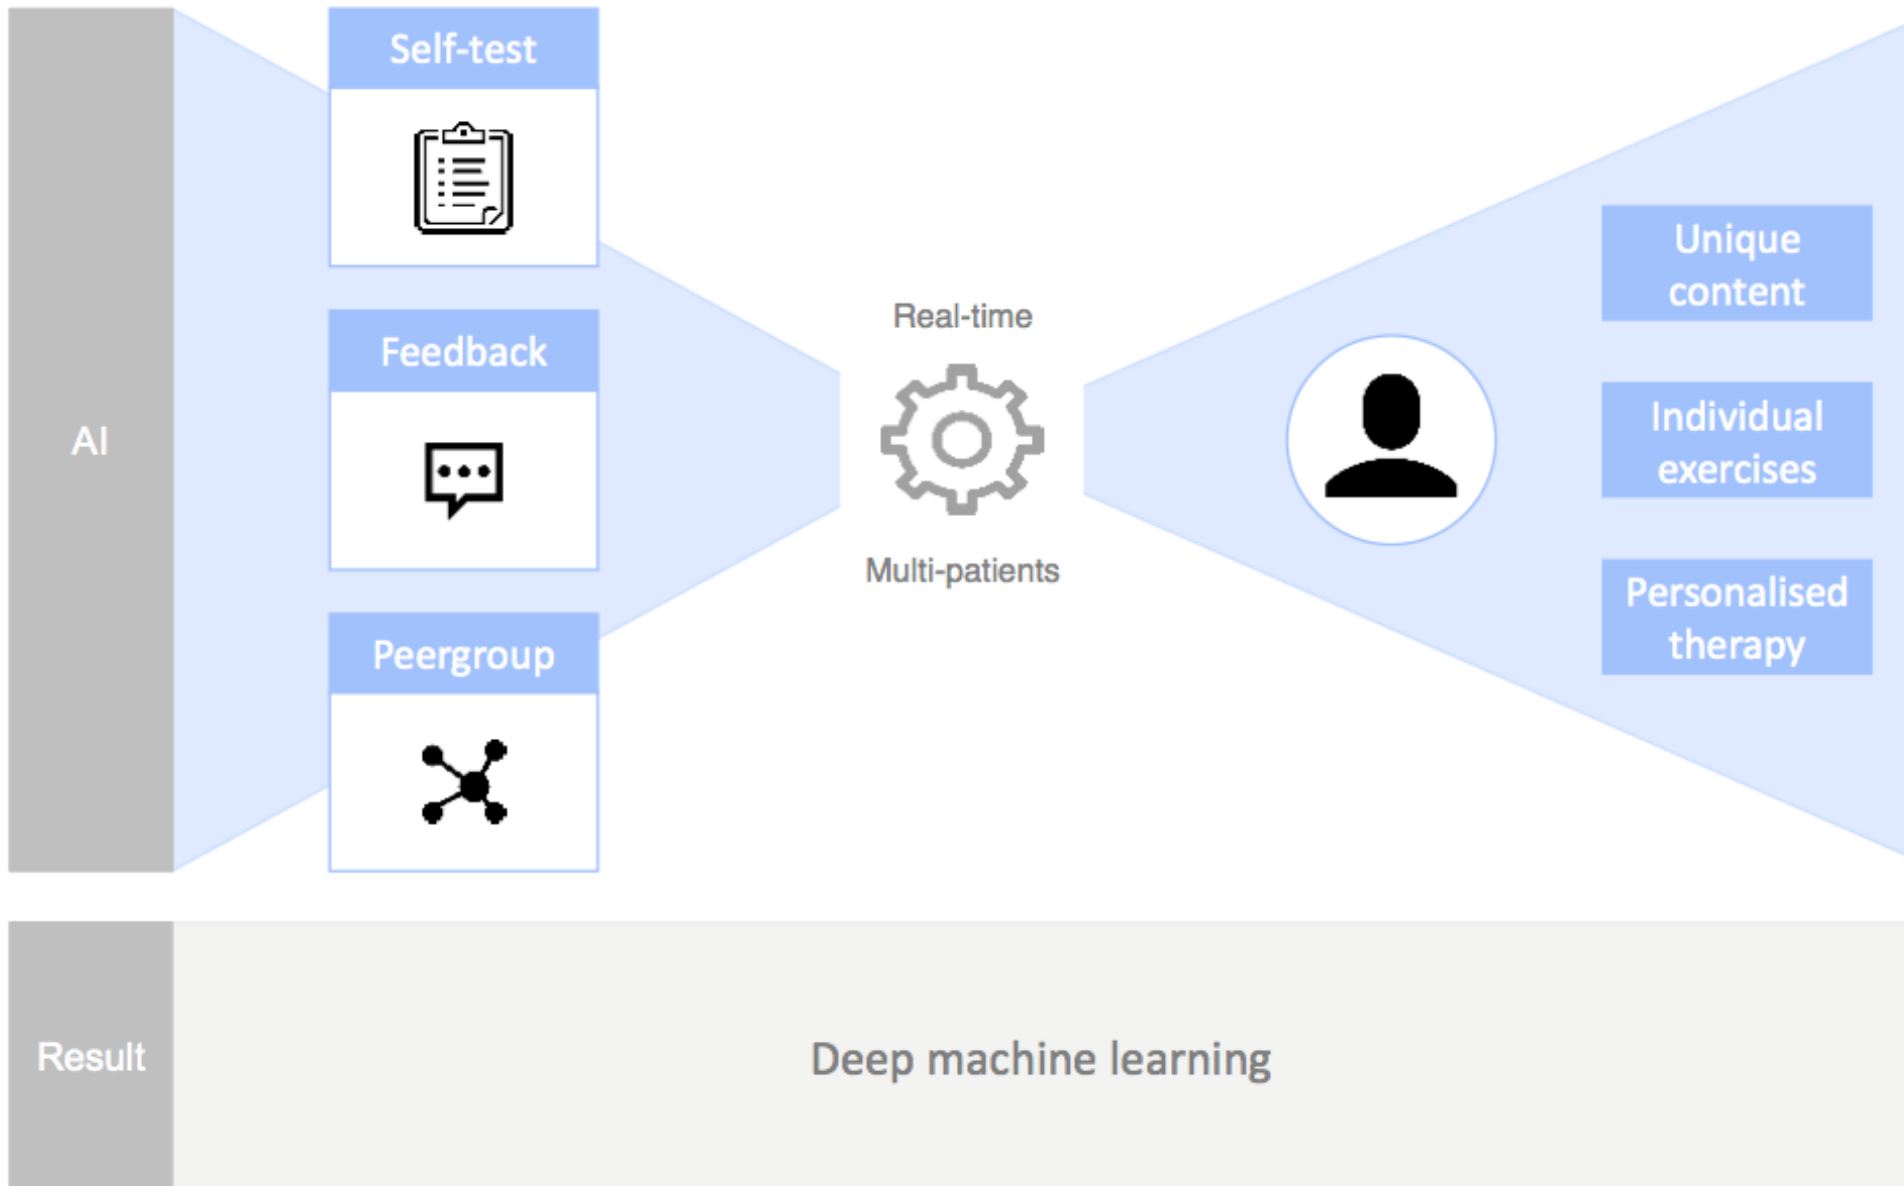 AI
Self-test
Feedback
Peergroup
Real-time
Multi-patients
Unique
content
Individual
exercises
Personalised
therapy
Result
Deep machine learning